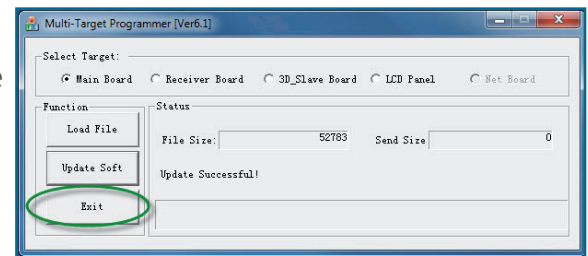 e
Multi-Target Programmer [Ver6.1]
Select Target:
Main Board Receiver Board 3D_Slave Board LCD Panel Net Board
Function
Status
Load File
File Size: 52783 Send Size 0
Update Soft
Update Successful!
Exit